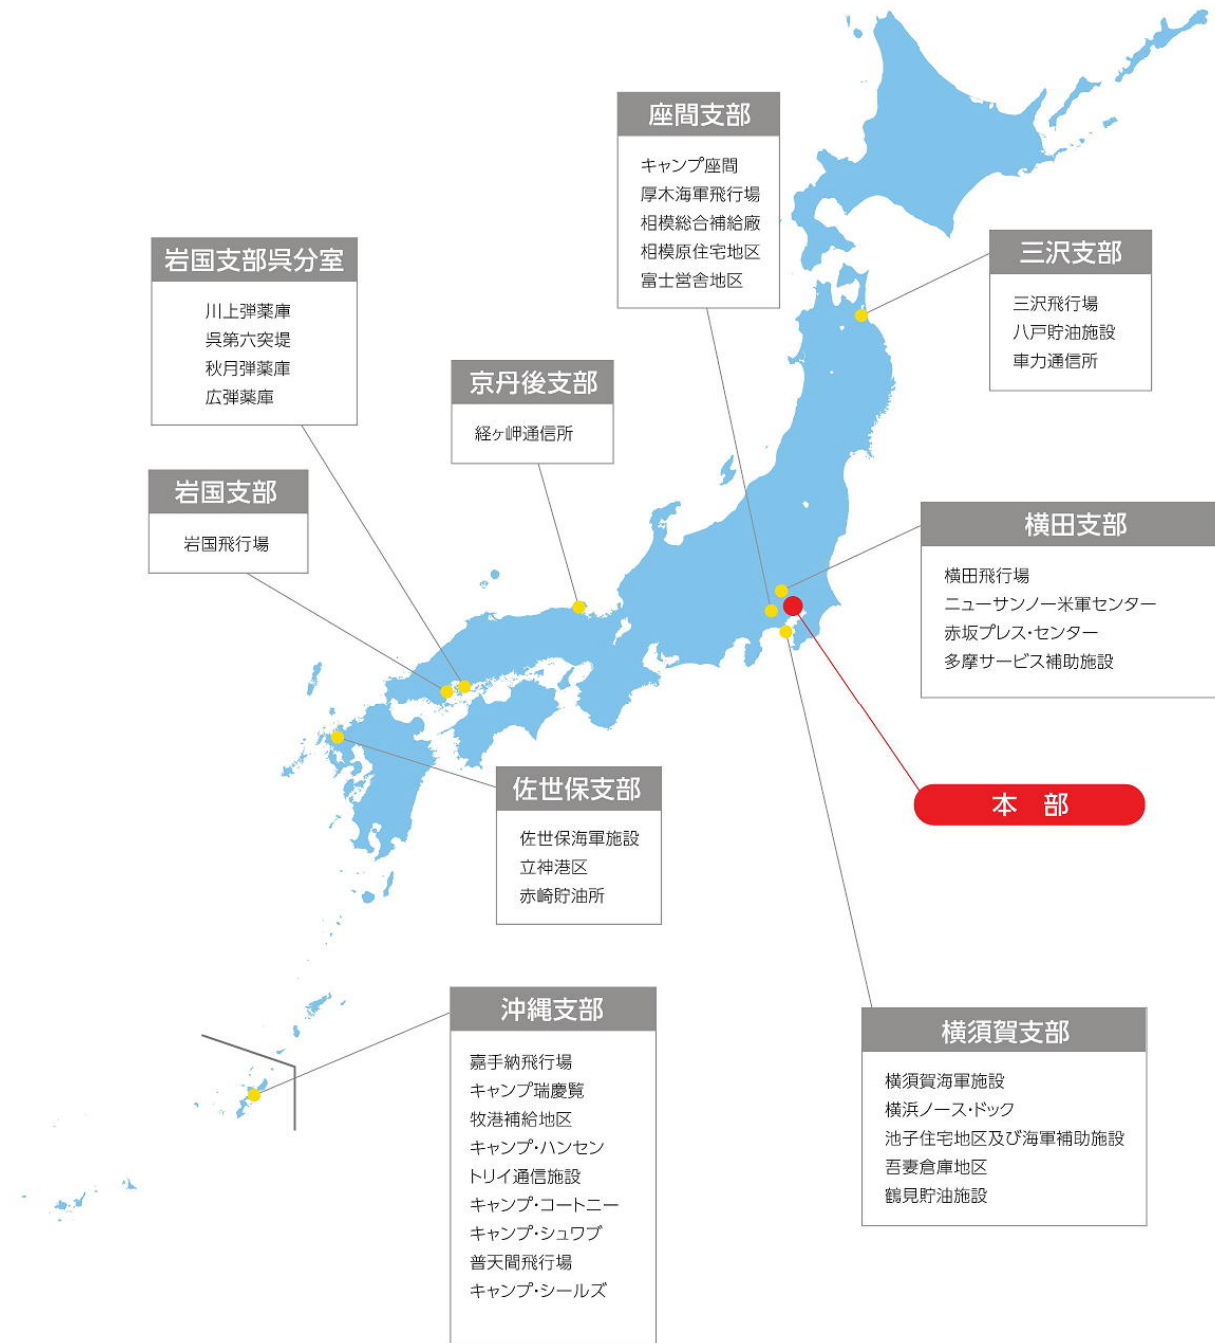 座間支部
キャンプ座間
厚木海軍飛行場
相模総合補給廠
相模原住宅地区
富士営舎地区
三沢支部
三沢飛行場
八戸貯油施設
車力通信所
岩国支部呉分室
川上弾薬庫
呉第六突堤
秋月弾薬庫
広弾薬庫
京丹後支部
経ヶ岬通信所
岩国支部
岩国飛行場
横田支部
横田飛行場
ニューサンノー米軍センター
赤坂プレス・センター
多摩サービス補助施設
本 部
佐世保支部
佐世保海軍施設
立神港区
赤崎貯油所
沖縄支部
嘉手納飛行場
キャンプ瑞慶覧
牧港補給地区
キャンプ・ハンセン
トリイ通信施設
キャンプ・コートニー
キャンプ・シュワブ
普天間飛行場
キャンプ・シールズ
横須賀支部
横須賀海軍施設
横浜ノース・ドック
池子住宅地区及び海軍補助施設
吾妻倉庫地区
鶴見貯油施設